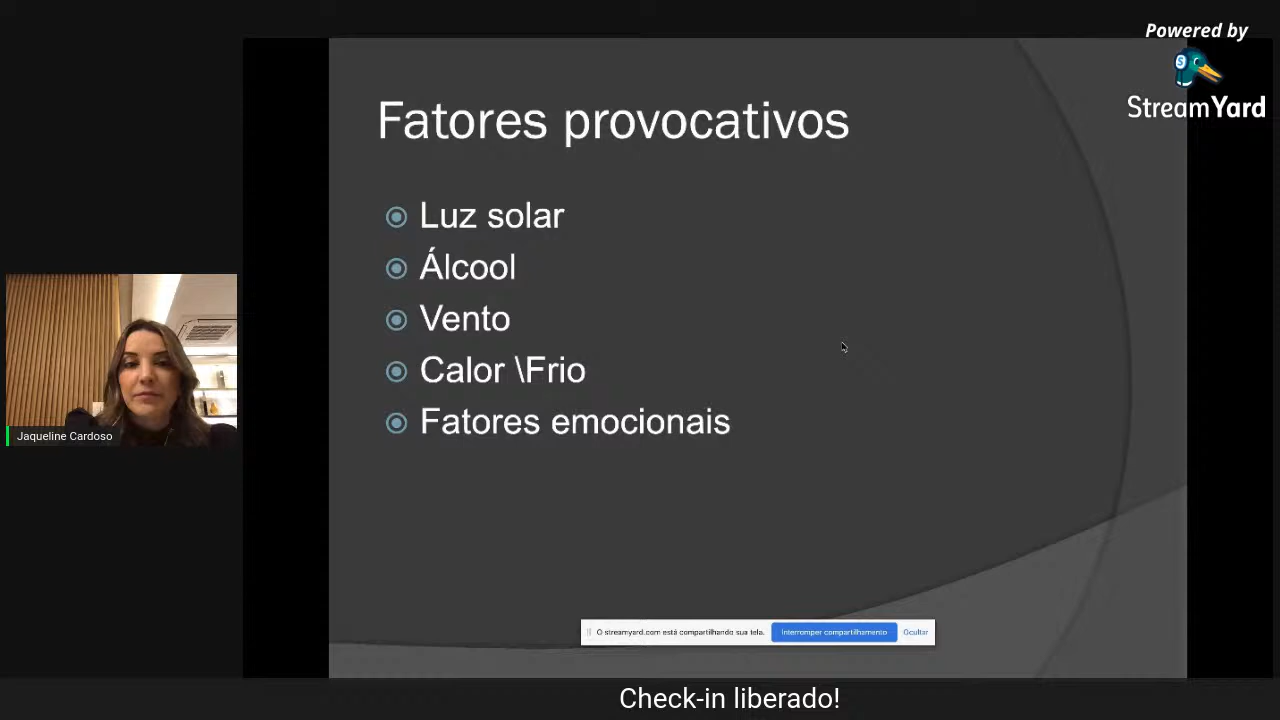 Powered by
StreamYard
Fatores provocativos
Luz solar
Álcool
Vento
Calor \Frio
Fatores emocionais
Jaqueline Cardoso
O streamyard.com está compartilhando sua tela. Interromper compartilhamento Ocultar
Check-in liberado!